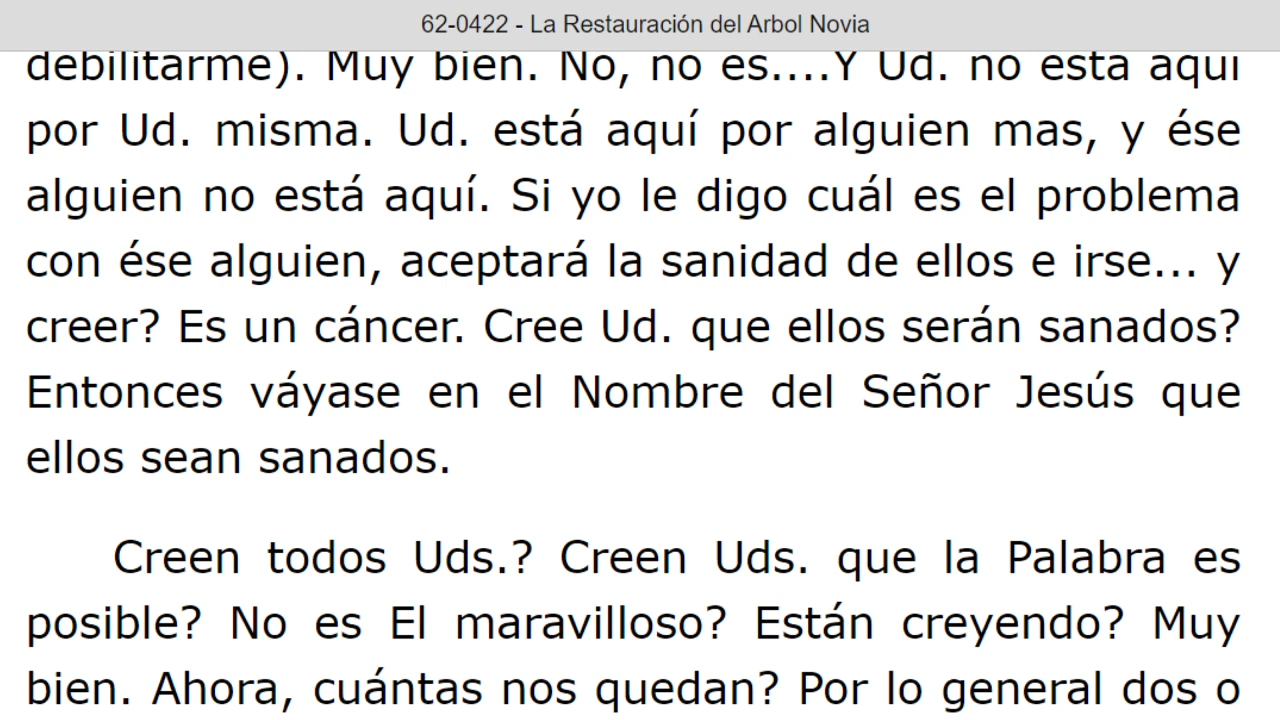 62-0422 - La Restauración del Arbol Novia
debilitarme). Muy bien. No, no es....Y Ud. no está aquí
por Ud. misma. Ud. está aquí por alguien mas, y ése
alguien no está aquí. Si yo le digo cuál es el problema
con ése alguien, aceptará la sanidad de ellos e irse... y
creer? Es un cáncer. Cree Ud. que ellos serán sanados?
Entonces váyase en el Nombre del Señor Jesús que
ellos sean sanados.
Creen todos Uds.? Creen Uds. que la Palabra es
posible? No es El maravilloso? Están creyendo? Muy
bien. Ahora, cuántas nos quedan? Por lo general dos o